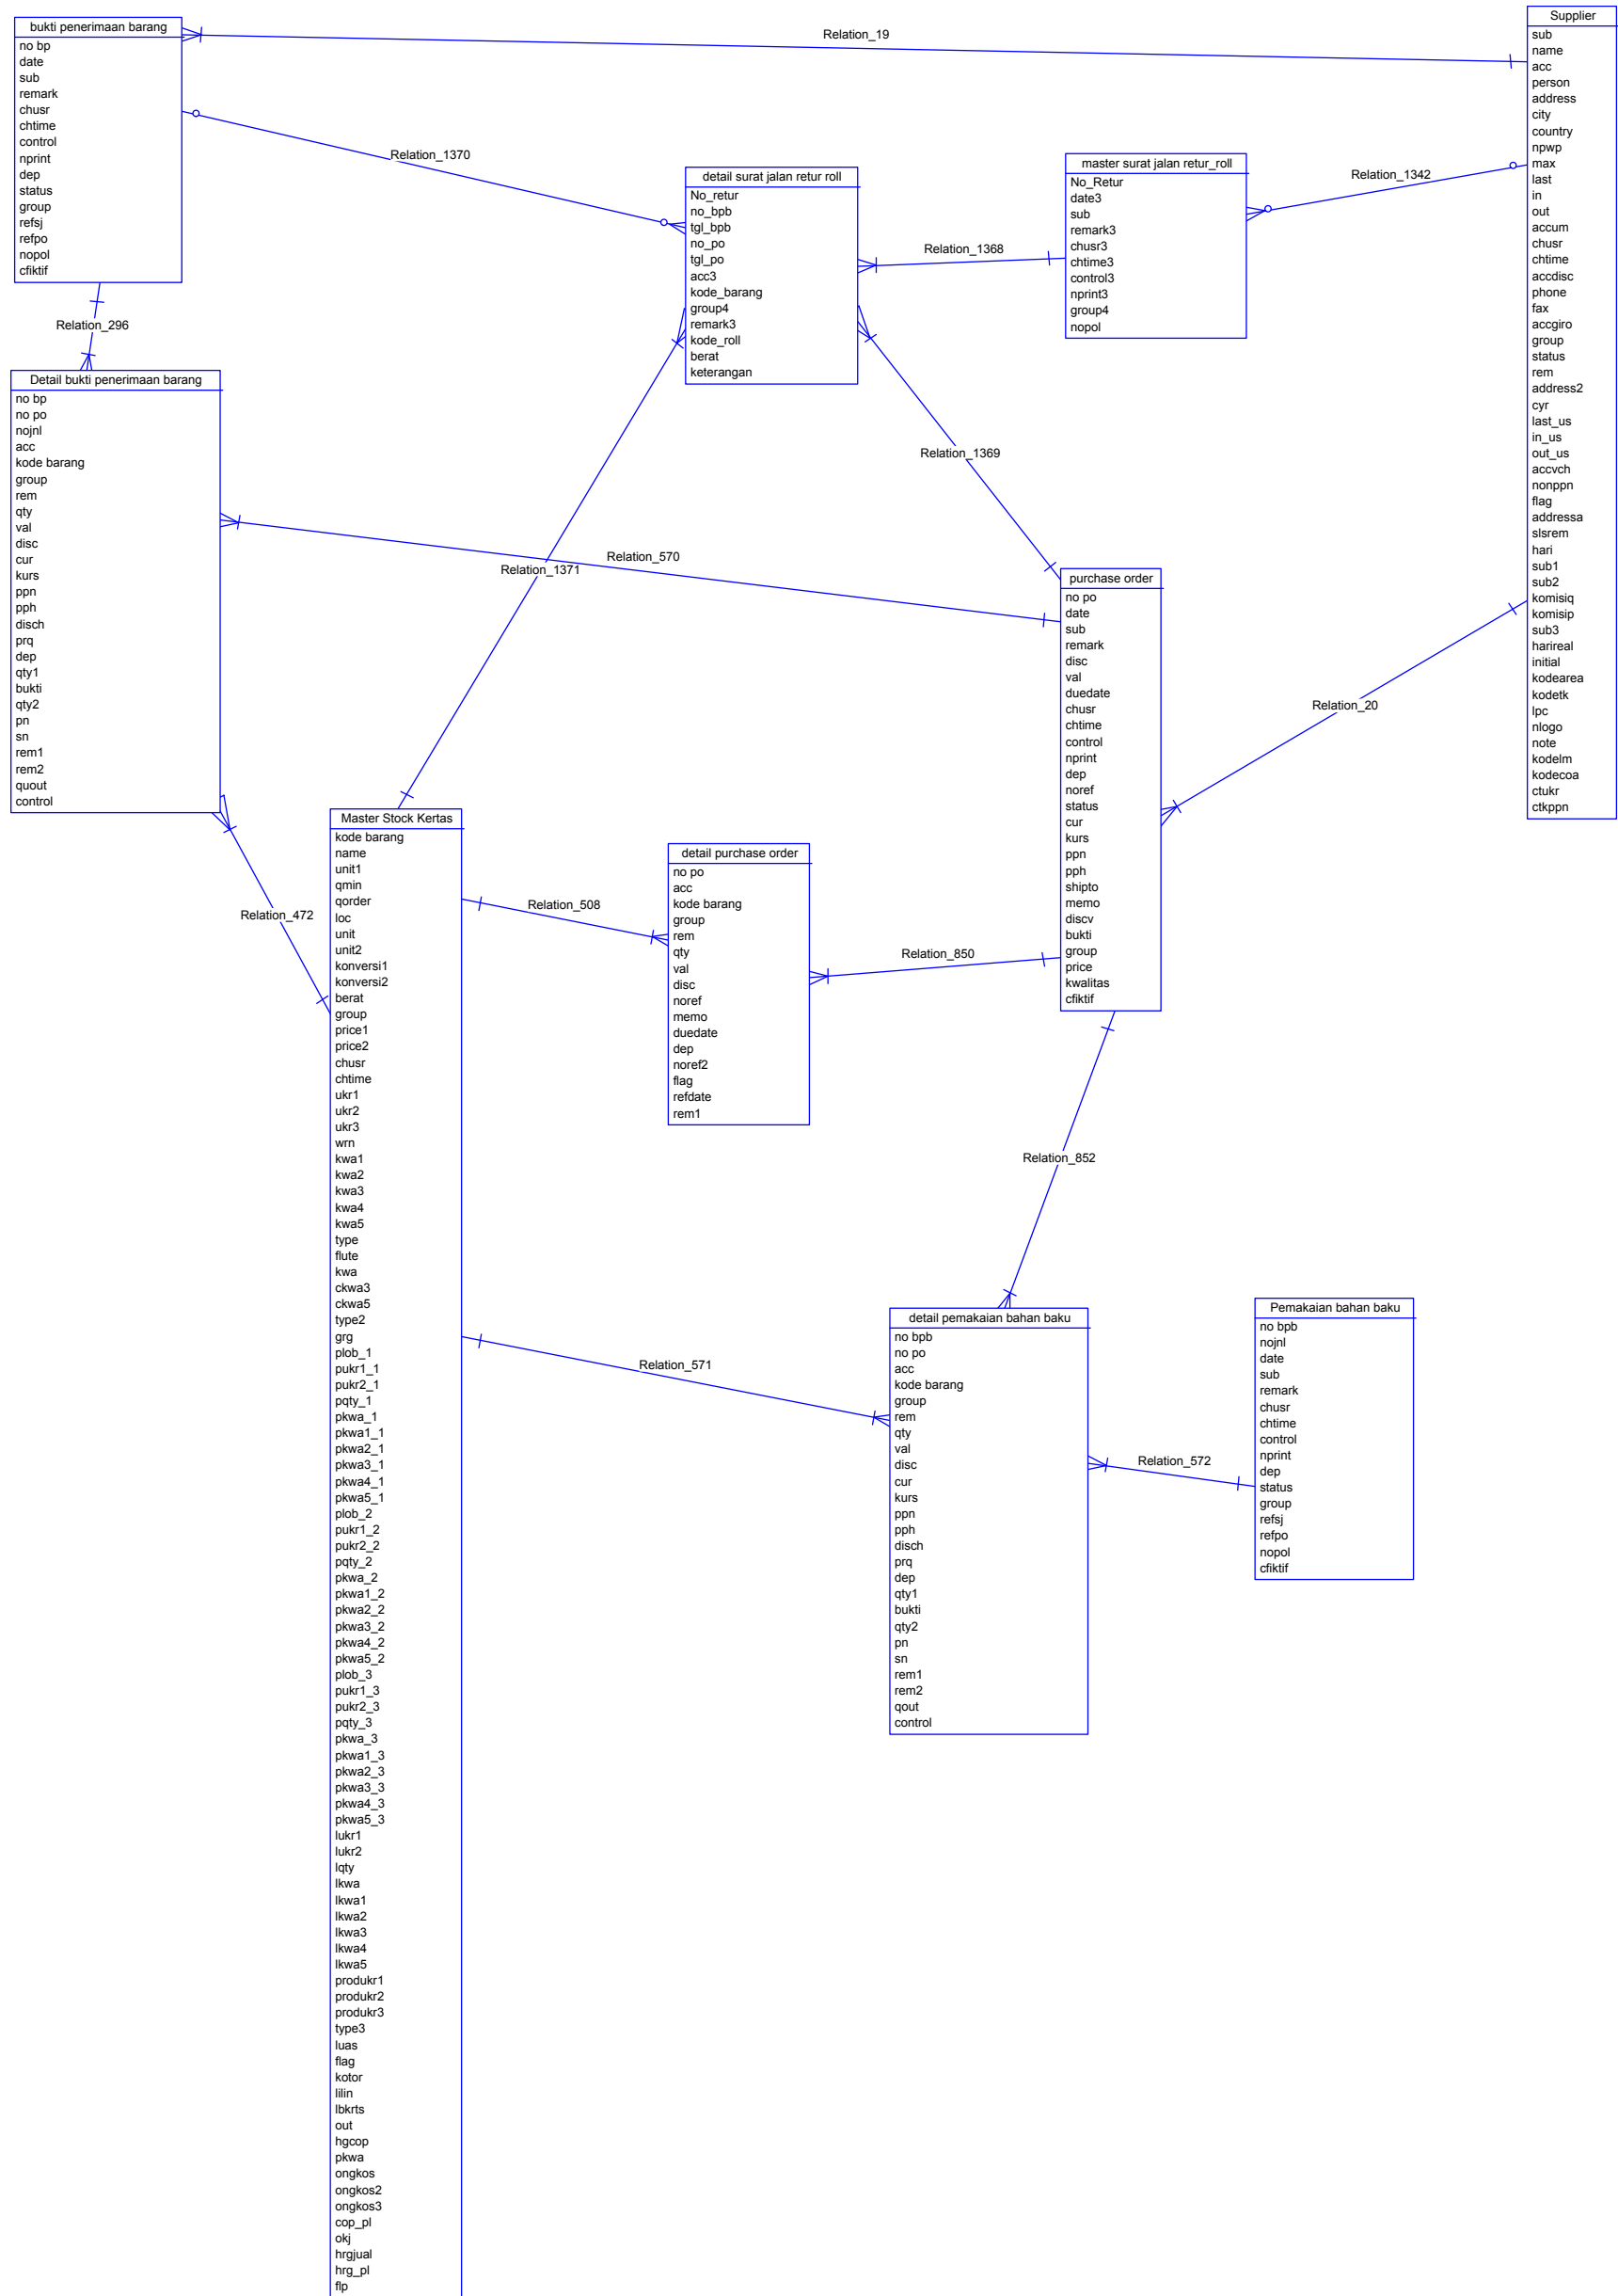 bukti penerimaan barang
no bp
date
sub
remark
chusr
chtime
control
nprint
dep
status
group
refsj
refpo
nopol
cfiktif
Relation_19
Supplier
sub
name
acc
person
address
city
country
npwp
max
last
in
out
accum
chusr
chtime
accdisc
phone
fax
accgiro
group
status
rem
address2
cyr
last_us
in_us
out_us
accvch
nonppn
flag
addressa
slsrem
hari
sub1
sub2
komisiq
komisip
sub3
harireal
initial
kodearea
kodetk
lpc
nlogo
note
kodelm
kodecoa
ctukr
ctkppn
Relation_1370
detail surat jalan retur roll
No_retur
no_bpb
tgl_bpb
no_po
tgl_po
acc3
kode_barang
group4
remark3
kode_roll
berat
keterangan
Relation_1368
master surat jalan retur_roll
No_Retur
date3
sub
remark3
chusr3
chtime3
control3
nprint3
group4
nopol
Relation_1342
Relation_296
Detail bukti penerimaan barang
no bp
no po
nojnl
acc
kode barang
group
rem
qty
val
disc
cur
kurs
ppn
pph
disch
prq
dep
qty1
bukti
qty2
pn
sn
rem1
rem2
quout
control
Relation_1369
Relation_570
Relation_1371
purchase order
no po
date
sub
remark
disc
val
duedate
chusr
chtime
control
nprint
dep
noref
status
cur
kurs
ppn
pph
shipto
memo
discv
bukti
group
price
kwalitas
cfiktif
Relation_20
Relation_472
Master Stock Kertas
kode barang
name
unit1
qmin
qorder
loc
unit
unit2
konversi1
konversi2
berat
group
price1
price2
chusr
chtime
ukr1
ukr2
ukr3
wrn
kwa1
kwa2
kwa3
kwa4
kwa5
type
flute
kwa
ckwa3
ckwa5
type2
grg
plob_1
pukr1_1
pukr2_1
pqty_1
pkwa_1
pkwa1_1
pkwa2_1
pkwa3_1
pkwa4_1
pkwa5_1
plob_2
pukr1_2
pukr2_2
pqty_2
pkwa_2
pkwa1_2
pkwa2_2
pkwa3_2
pkwa4_2
pkwa5_2
plob_3
pukr1_3
pukr2_3
pqty_3
pkwa_3
pkwa1_3
pkwa2_3
pkwa3_3
pkwa4_3
pkwa5_3
lukr1
lukr2
lqty
lkwa
lkwa1
lkwa2
lkwa3
lkwa4
lkwa5
produkr1
produkr2
produkr3
type3
luas
flag
kotor
lilin
lbkrts
out
hgcop
pkwa
ongkos
ongkos2
ongkos3
cop_pl
okj
hrgjual
hrg_pl
flp
Relation_508
detail purchase order
no po
acc
kode barang
group
rem
qty
val
disc
noref
memo
duedate
dep
noref2
flag
refdate
rem1
Relation_850
Relation_852
Relation_571
detail pemakaian bahan baku
no bpb
no po
acc
kode barang
group
rem
qty
val
disc
cur
kurs
ppn
pph
disch
prq
dep
qty1
bukti
qty2
pn
sn
rem1
rem2
qout
control
Relation_572
Pemakaian bahan baku
no bpb
nojnl
date
sub
remark
chusr
chtime
control
nprint
dep
status
group
refsj
refpo
nopol
cfiktif